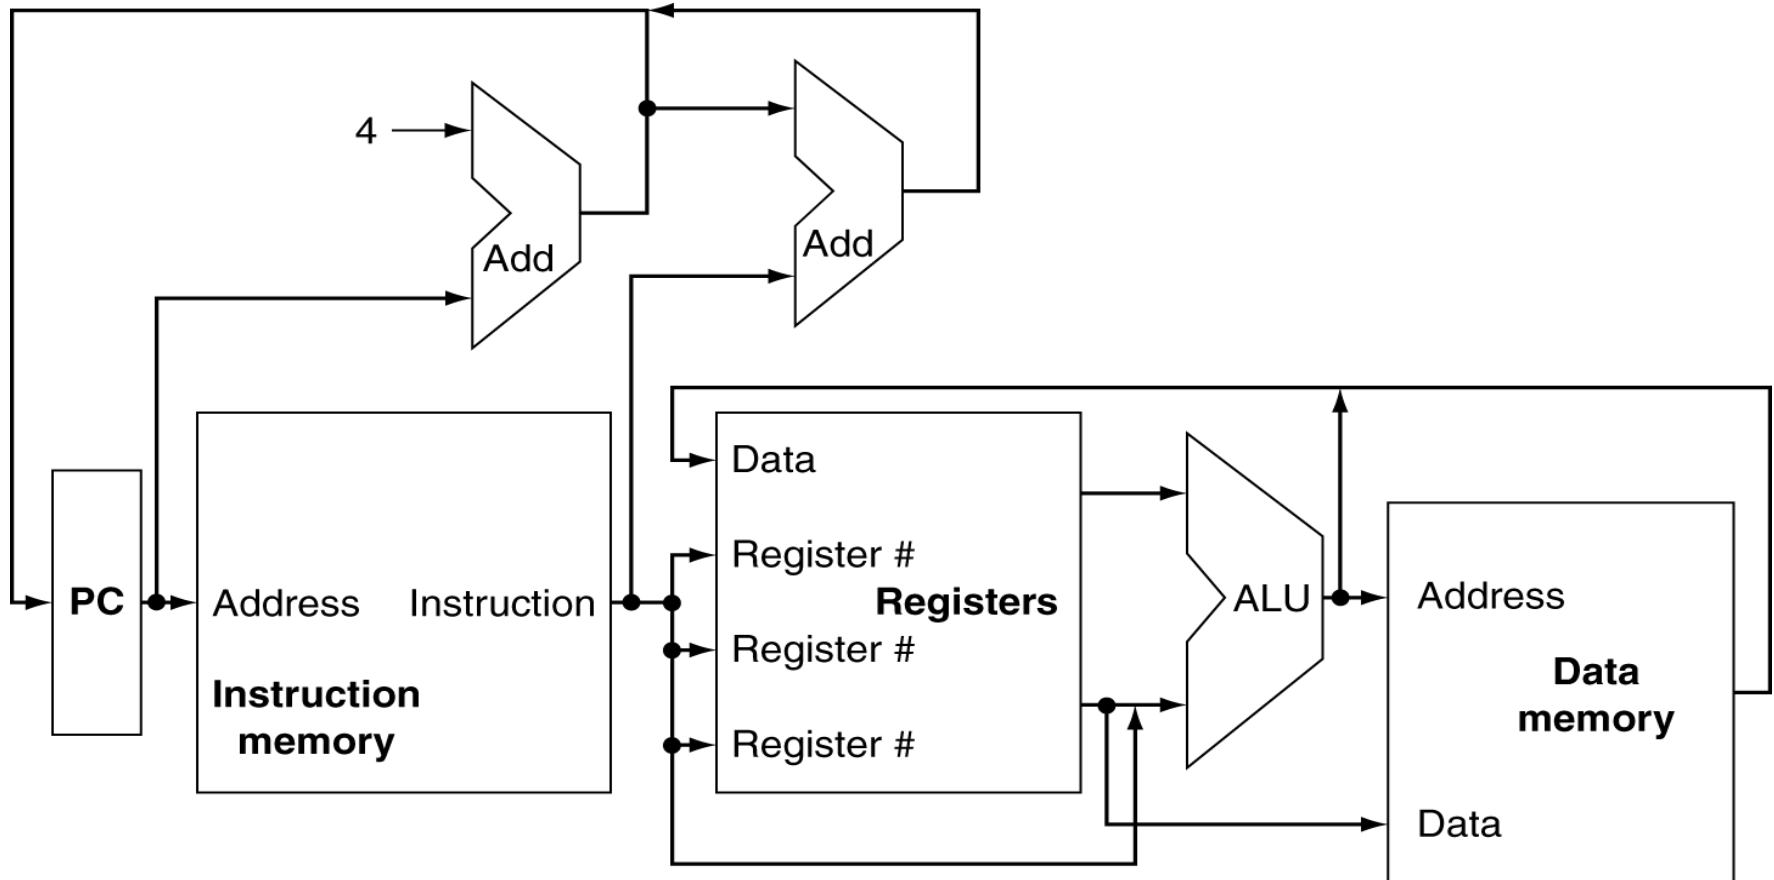 4
Add
Add
PC
Address
Instruction
Instruction
memory
Data
Register #
Register #
Register #
Registers
ALU
Address
Data
memory
Data